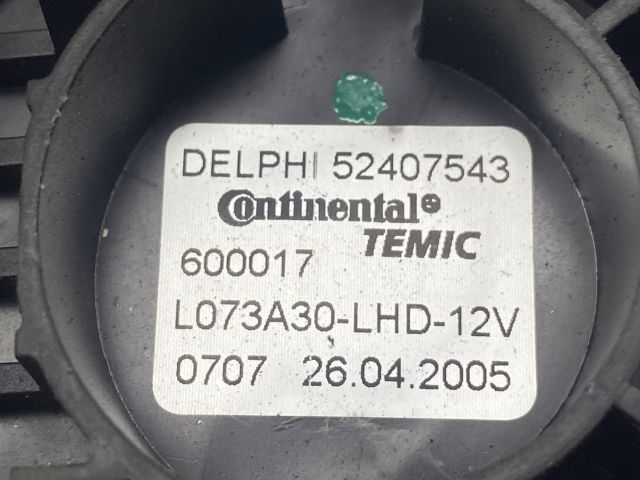 DELPHI 52407543
Continental
TEMIC
600017
L073A30-LHD-12V
0707 26.04.2005